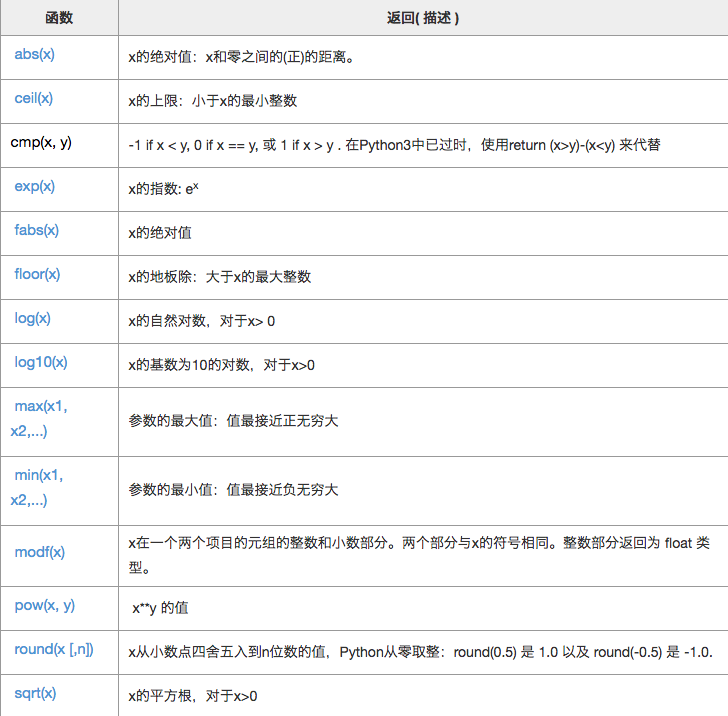 函数 返回( 描述 )
abs(x) x的绝对值：x和零之间的(正)的距离。
ceil(x) x的上限：小于x的最小整数
cmp(x, y) -1 if x < y, 0 if x == y, 或 1 if x > y . 在Python3中已过时，使用return (x>y)-(x<y) 来代替
exp(x) x的指数: eˣ
fabs(x) x的绝对值
floor(x) x的地板除：大于x的最大整数
log(x) x的自然对数，对于x> 0
log10(x) x的基数为10的对数，对于x>0
max(x1,
x2,...) 参数的最大值：值最接近正无穷大
min(x1,
x2,...) 参数的最小值：值最接近负无穷大
modf(x) x在一个两个项目的元组的整数和小数部分。两个部分与x的符号相同。整数部分返回为 float 类
型。
pow(x, y) x**y 的值
round(x [,n]) x从小数点四舍五入到n位数的值，Python从零取整：round(0.5) 是 1.0 以及 round(-0.5) 是 -1.0.
sqrt(x) x的平方根，对于x>0